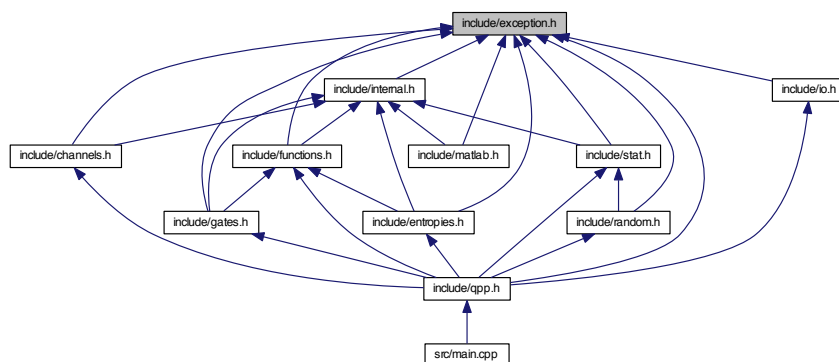 include/exception.h
include/internal.h
include/io.h
include/channels.h
include/functions.h
include/matlab.h
include/stat.h
include/gates.h
include/entropies.h
include/random.h
include/qpp.h
src/main.cpp